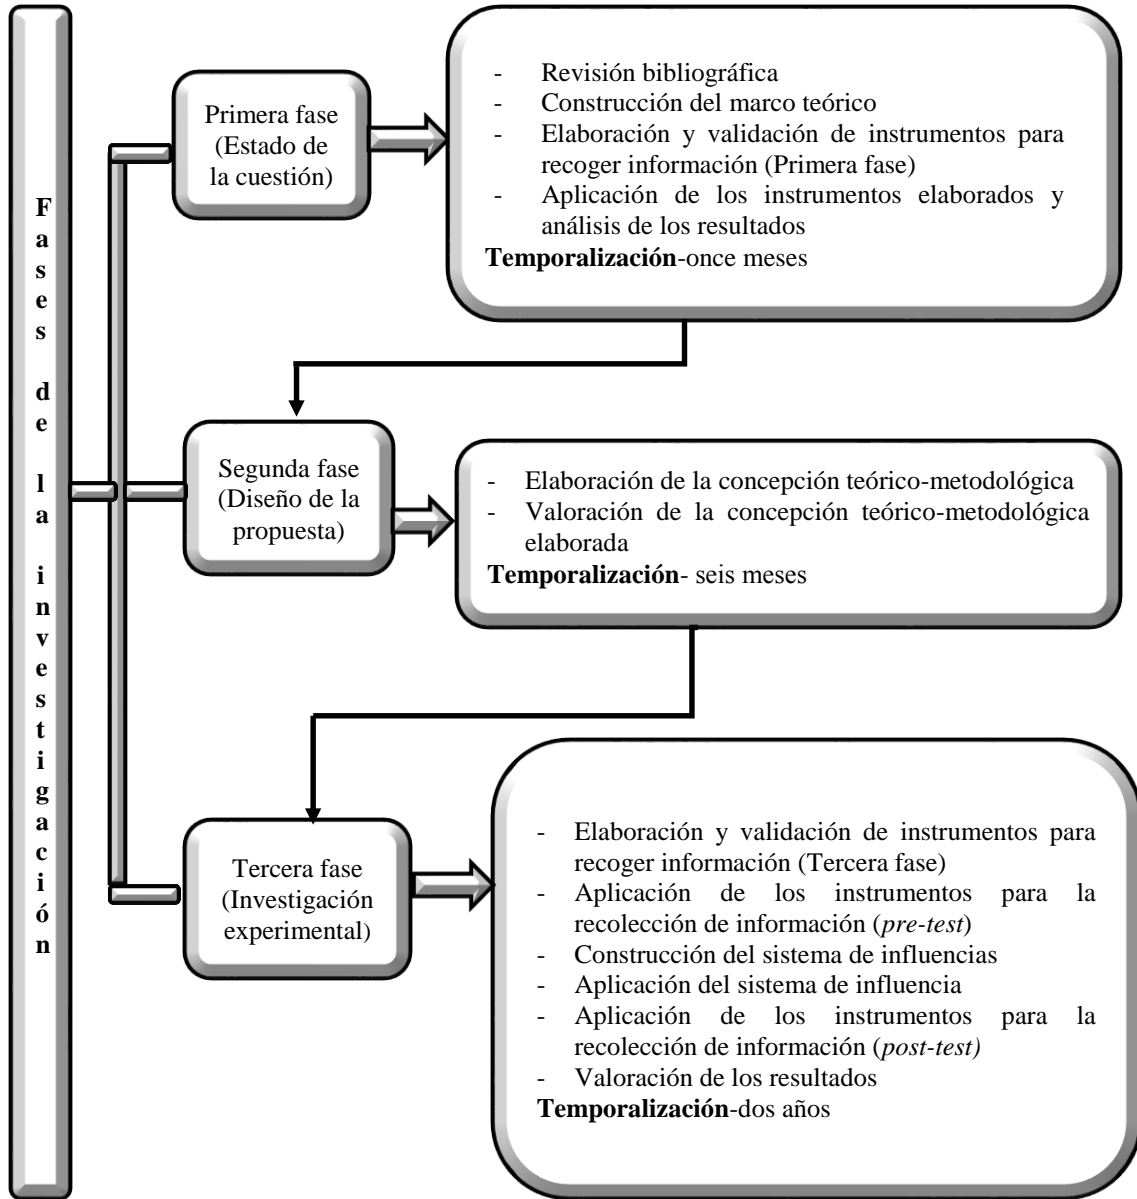 Fases de la investigación
Primera fase
(Estado de
la cuestión)
- Revisión bibliográfica
- Construcción del marco teórico
- Elaboración y validación de instrumentos para
recoger información (Primera fase)
- Aplicación de los instrumentos elaborados y
análisis de los resultados
Temporalización-once meses
Segunda fase
(Diseño de la
propuesta)
- Elaboración de la concepción teórico-metodológica
- Valoración de la concepción teórico-metodológica
elaborada
Temporalización- seis meses
Tercera fase
(Investigación
experimental)
- Elaboración y validación de instrumentos para
recoger información (Tercera fase)
- Aplicación de los instrumentos para la
recolección de información (pre-test)
- Construcción del sistema de influencias
- Aplicación del sistema de influencia
- Aplicación de los instrumentos para la
recolección de información (post-test)
- Valoración de los resultados
Temporalización-dos años